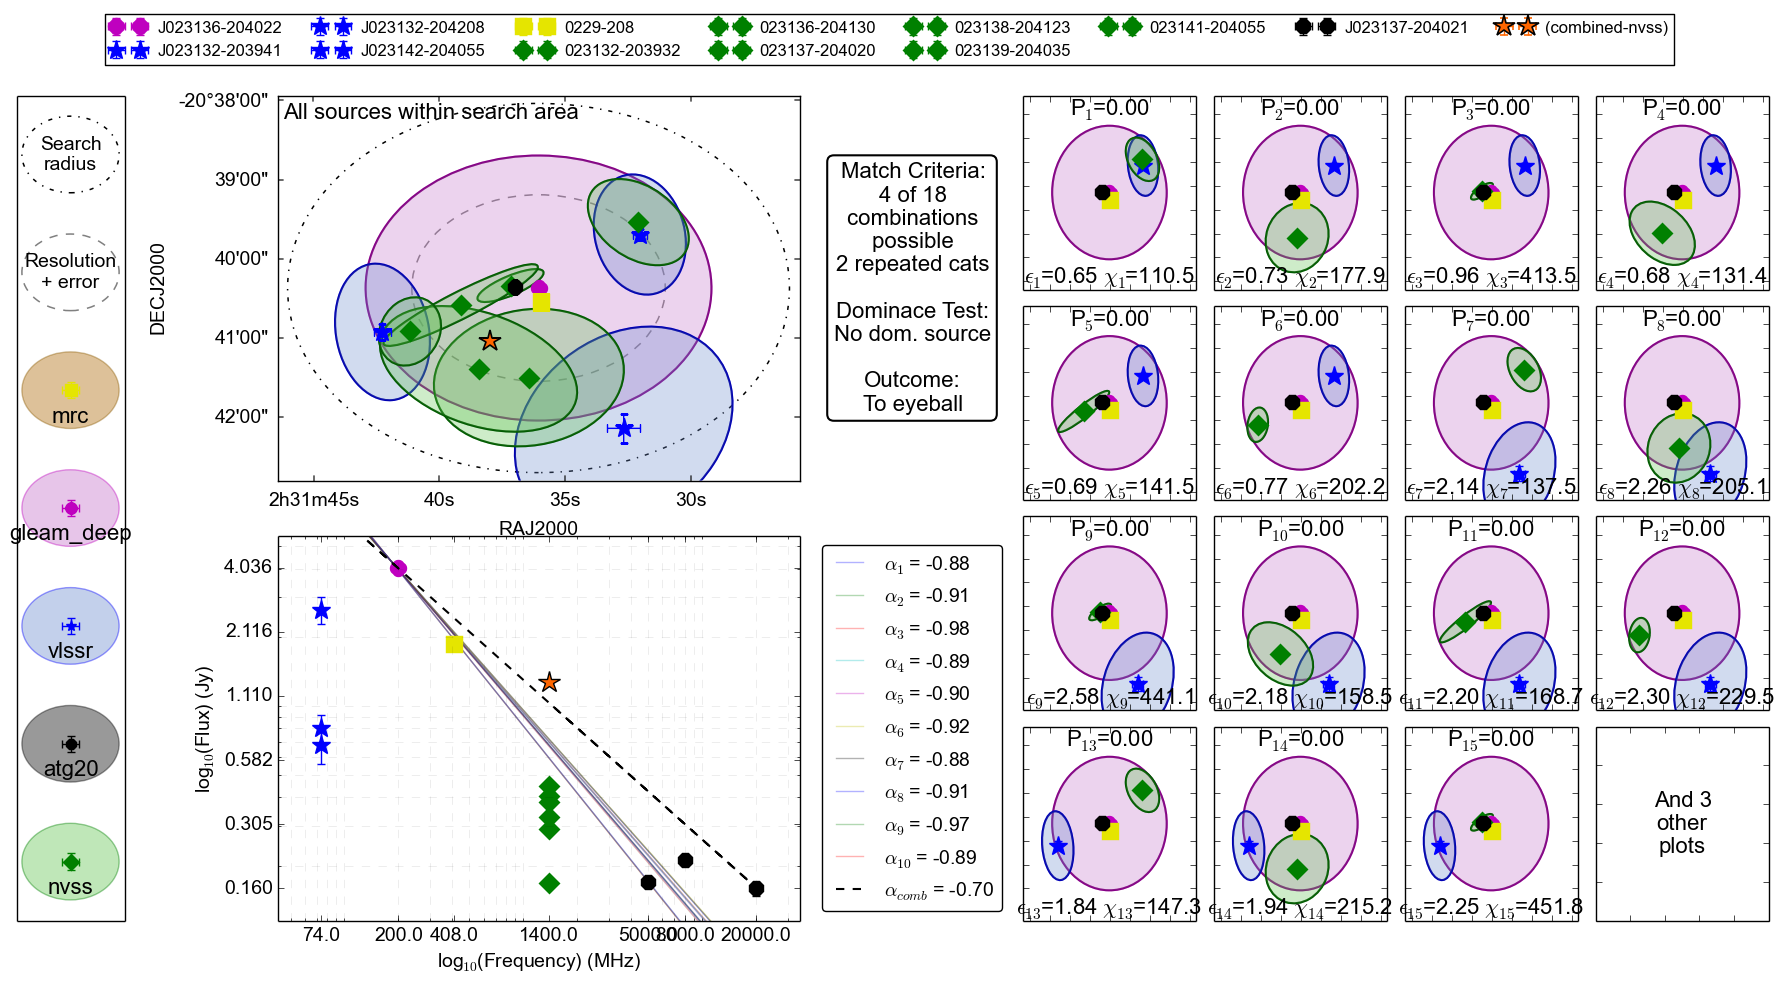 J023136-204022 J023132-204208 0229-208 023136-204130 023138-204123 023141-204055 J023137-204021 (combined-nvss)
J023132-203941 J023142-204055 023132-203932 023137-204020 023139-204035
Search
radius
Resolution
+ error
mrc
gleam_deep
vlssr
atg20
nvss
All sources within search area
-20°38'00"
39'00"
40'00"
41'00"
42'00"
DECJ2000
2h31m45s 40s 35s 30s
RAJ2000
Match Criteria:
4 of 18
combinations
possible
2 repeated cats
Dominace Test:
No dom. source
Outcome:
To eyeball
4.036
2.116
1.110
0.582
0.305
0.160
log10(Flux) (Jy)
74.0 200.0 408.0 1400.0 5000.0 8000.0 20000.0
log10(Frequency) (MHz)
α1 = -0.88
α2 = -0.91
α3 = -0.98
α4 = -0.89
α5 = -0.90
α6 = -0.92
α7 = -0.88
α8 = -0.91
α9 = -0.97
α10 = -0.89
αcomb = -0.70
P1=0.00 P2=0.00 P3=0.00 P4=0.00
ϵ1=0.65 χ1=110.5 ϵ2=0.73 χ2=177.9 ϵ3=0.96 χ3=413.5 ϵ4=0.68 χ4=131.4
P5=0.00 P6=0.00 P7=0.00 P8=0.00
ϵ5=0.69 χ5=141.5 ϵ6=0.77 χ6=202.2 ϵ7=2.14 χ7=137.5 ϵ8=2.26 χ8=205.1
P9=0.00 P10=0.00 P11=0.00 P12=0.00
ϵ9=2.58 χ9=441.1 ϵ10=2.18 χ10=158.5 ϵ11=2.20 χ11=168.7 ϵ12=2.30 χ12=229.5
P13=0.00 P14=0.00 P15=0.00
ϵ13=1.84 χ13=147.3 ϵ14=1.94 χ14=215.2 ϵ15=2.25 χ15=451.8
And 3
other
plots